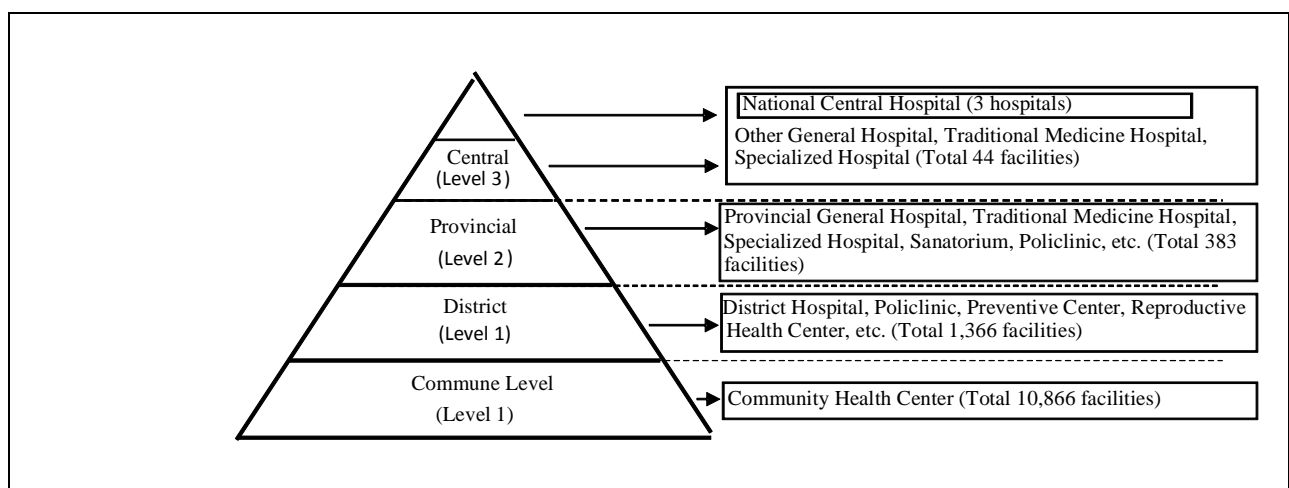 National Central Hospital (3 hospitals)
Other General Hospital, Traditional Medicine Hospital,
Specialized Hospital (Total 44 facilities)
Central
(Level 3)
Provincial General Hospital, Traditional Medicine Hospital,
Specialized Hospital, Sanatorium, Policlinic, etc. (Total 383
facilities)
Provincial
(Level 2)
District Hospital, Policlinic, Preventive Center, Reproductive
Health Center, etc. (Total 1,366 facilities)
District
(Level 1)
Commune Level
(Level 1)
Community Health Center (Total 10,866 facilities)